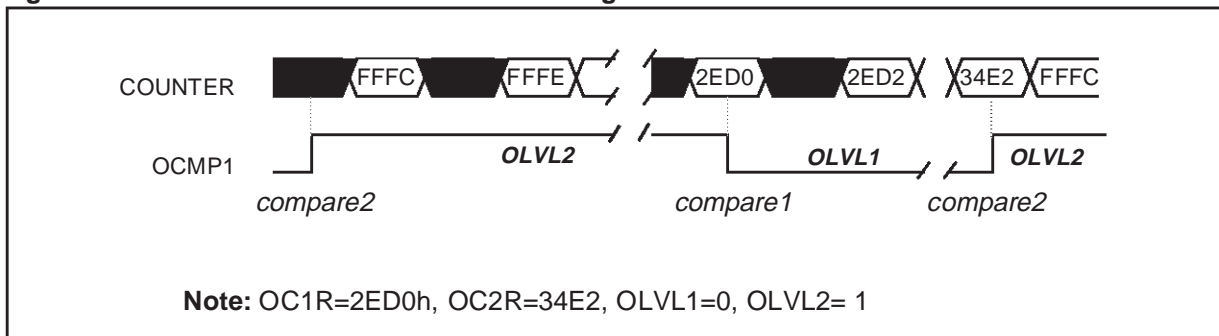 COUNTER FFFC FFFE 2ED0 2ED2 34E2 FFFC
OCMP1 OLVL2 OLVL1 OLVL2
compare2 compare1 compare2
Note: OC1R=2ED0h, OC2R=34E2, OLVL1=0, OLVL2= 1